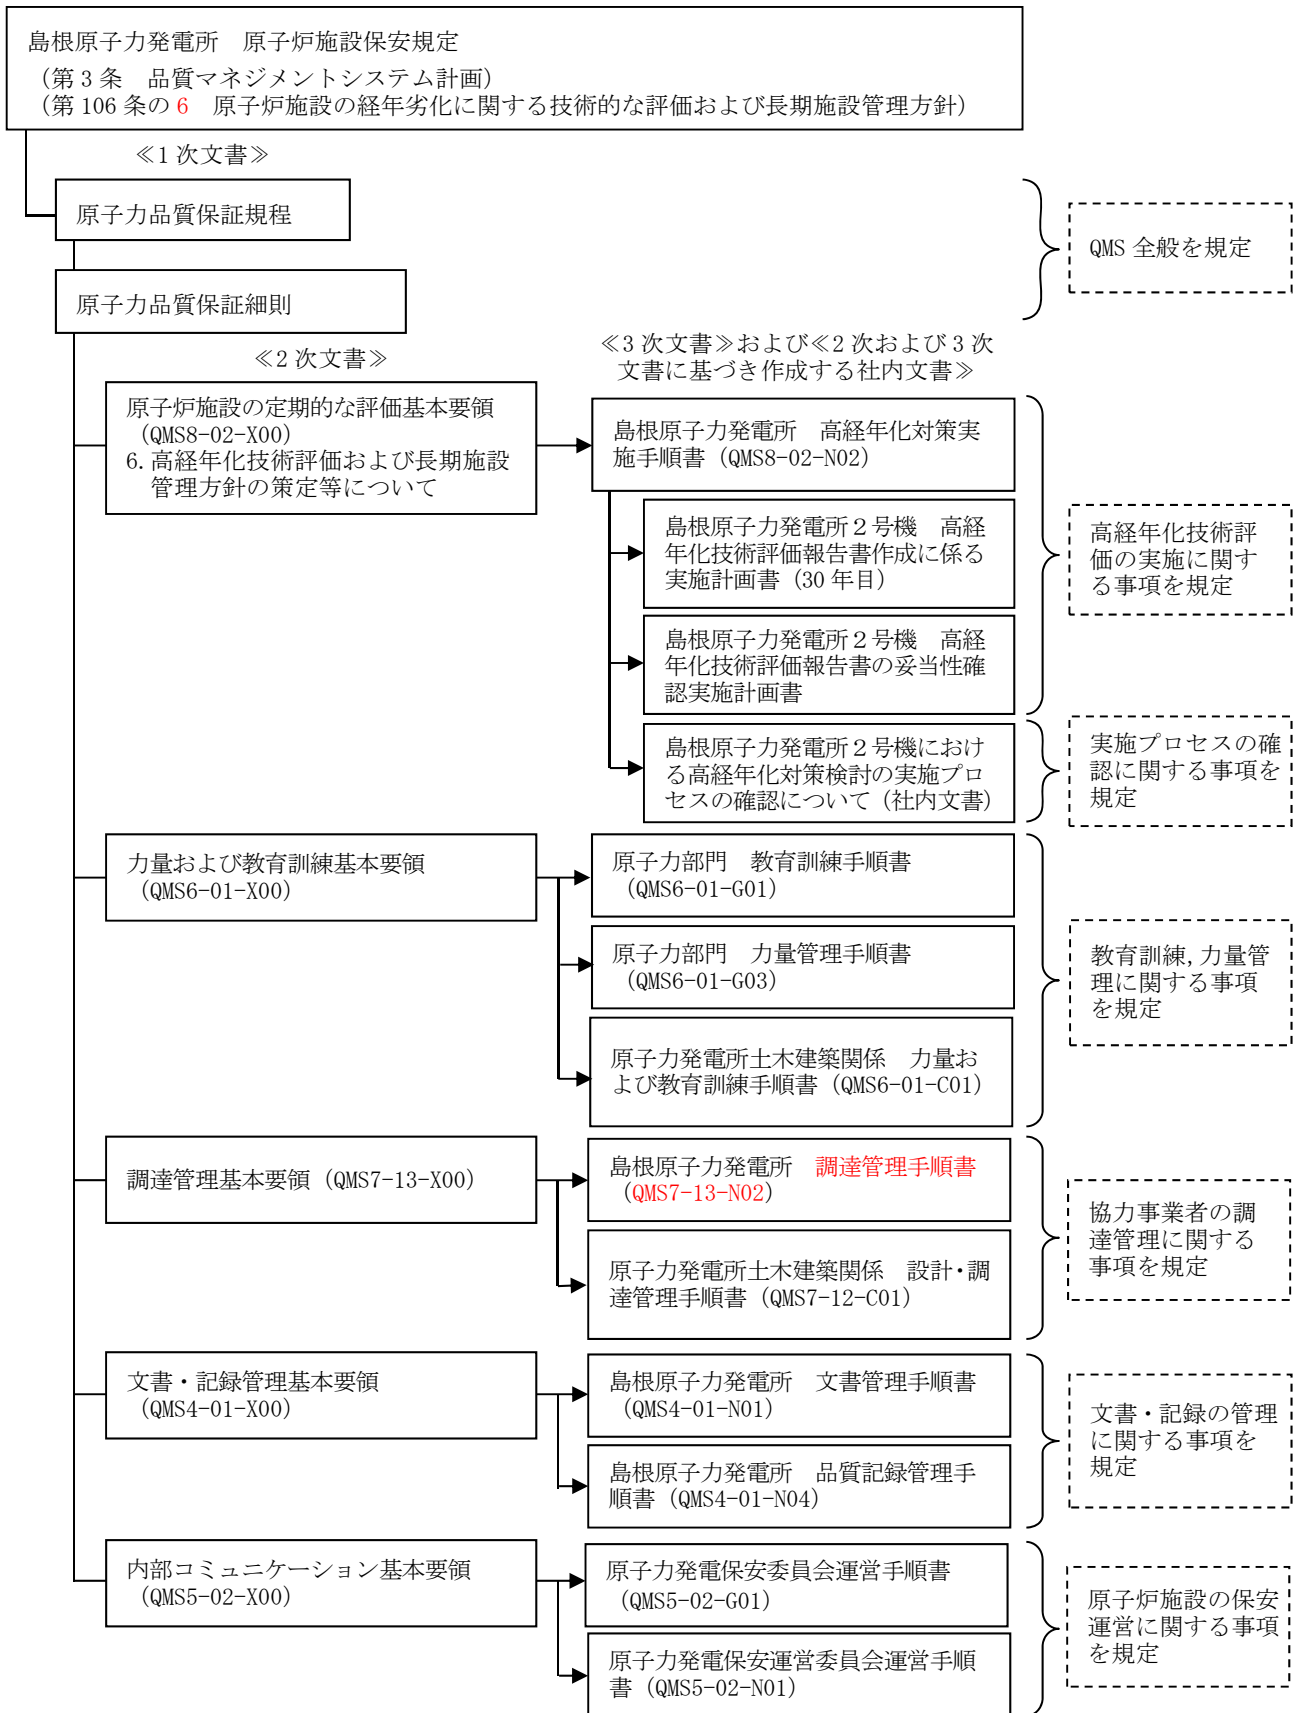 島根原子力発電所　原子炉施設保安規定
（第3条　品質マネジメントシステム計画）
（第106条の6　原子炉施設の経年劣化に関する技術的な評価および長期施設管理方針）
≪1次文書≫
原子力品質保証規程
QMS 全般を規定
原子力品質保証細則
≪2次文書≫
≪3次文書≫および≪2次および3次
文書に基づき作成する社内文書≫
原子炉施設の定期的な評価基本要領
（QMS8-02-X00）
6. 高経年化技術評価および長期施設
管理方針の策定等について
島根原子力発電所　高経年化対策実
施手順書（QMS8-02-N02）
島根原子力発電所２号機　高経
年化技術評価報告書作成に係る
実施計画書（30年目）
島根原子力発電所２号機　高経
年化技術評価報告書の妥当性確
認実施計画書
高経年化技術評
価の実施に関す
る事項を規定
島根原子力発電所２号機におけ
る高経年化対策検討の実施プロ
セスの確認について（社内文書）
実施プロセスの確
認に関する事項を
規定
力量および教育訓練基本要領
（QMS6-01-X00）
原子力部門　教育訓練手順書
（QMS6-01-G01）
原子力部門　力量管理手順書
（QMS6-01-G03）
原子力発電所土木建築関係　力量お
よび教育訓練手順書（QMS6-01-C01）
教育訓練,力量管
理に関する事項
を規定
調達管理基本要領（QMS7-13-X00）
島根原子力発電所　調達管理手順書
（QMS7-13-N02）
原子力発電所土木建築関係　設計・調
達管理手順書（QMS7-12-C01）
協力事業者の調
達管理に関する
事項を規定
文書・記録管理基本要領
（QMS4-01-X00）
島根原子力発電所　文書管理手順書
（QMS4-01-N01）
島根原子力発電所　品質記録管理手
順書（QMS4-01-N04）
文書・記録の管理
に関する事項を
規定
内部コミュニケーション基本要領
（QMS5-02-X00）
原子力発電保安委員会運営手順書
（QMS5-02-G01）
原子力発電保安運営委員会運営手順
書（QMS5-02-N01）
原子炉施設の保安
運営に関する事項
を規定